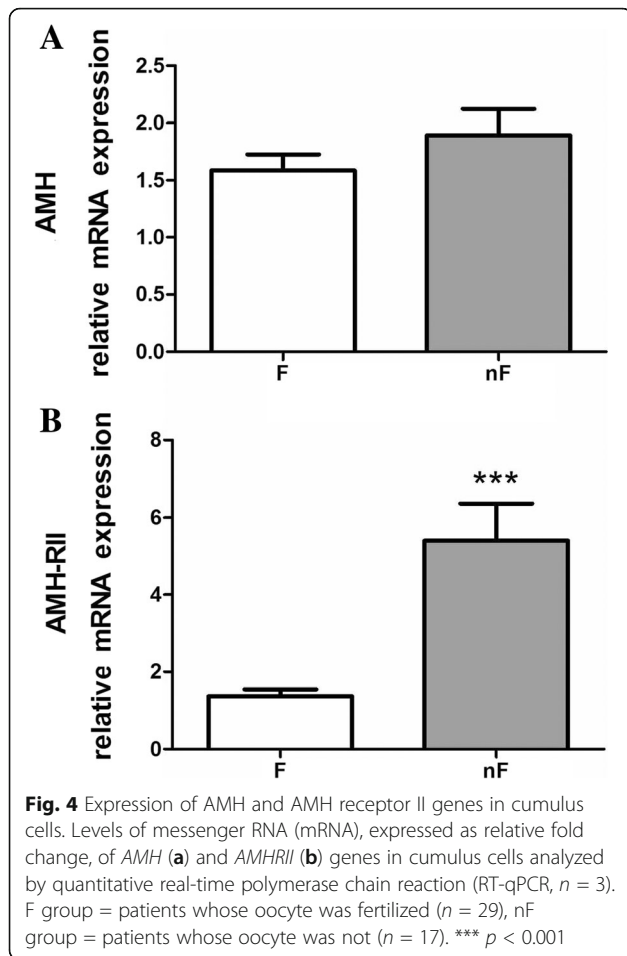 A
AMH
relative mRNA expression
2.5
2.0
1.5
1.0
0.5
0.0
F
nF
B
AMH-RII
relative mRNA expression
8
6
4
2
0
***
F
nF
Fig. 4 Expression of AMH and AMH receptor II genes in cumulus
cells. Levels of messenger RNA (mRNA), expressed as relative fold
change, of AMH (a) and AMHRII (b) genes in cumulus cells analyzed
by quantitative real-time polymerase chain reaction (RT-qPCR, n = 3).
F group = patients whose oocyte was fertilized (n = 29), nF
group = patients whose oocyte was not (n = 17). *** p < 0.001